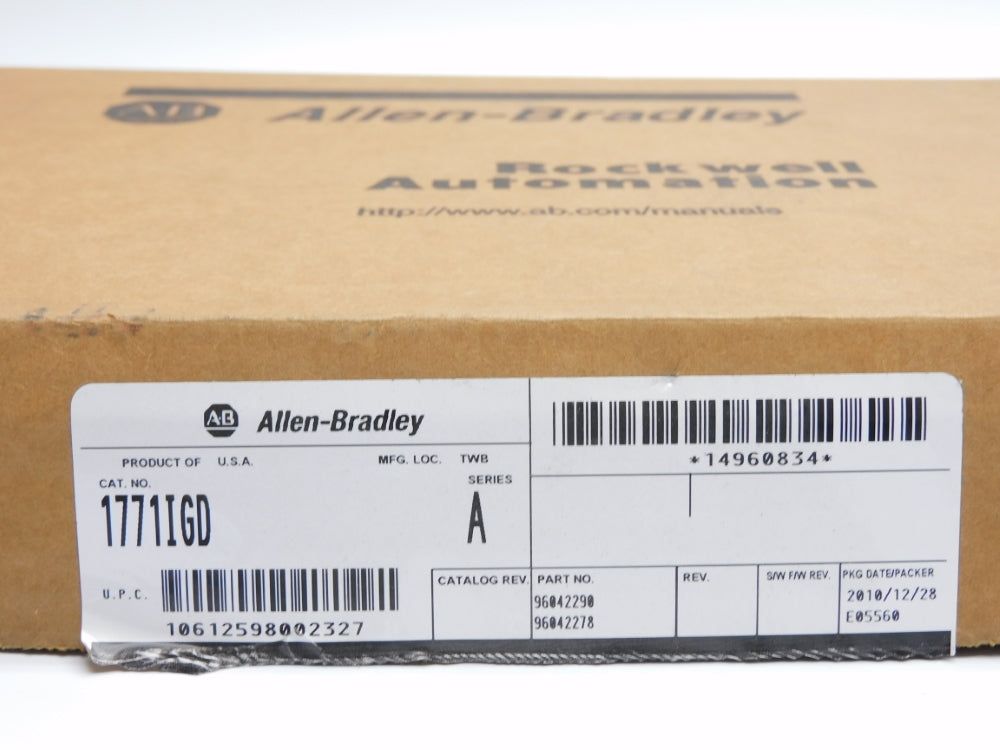 AB Allen-Bradley
Rockwell
Automation
http://www.ab.com/manuals
A·B Allen-Bradley
PRODUCT OF U.S.A. MFG. LOC. TWB
CAT. NO. SERIES
1771IGD A
U.P.C.
10612598002327
*14960834*
CATALOG REV. PART NO. REV. S/W F/W REV. PKG DATE/PACKER
96042290 2010/12/28
96042278 E05560